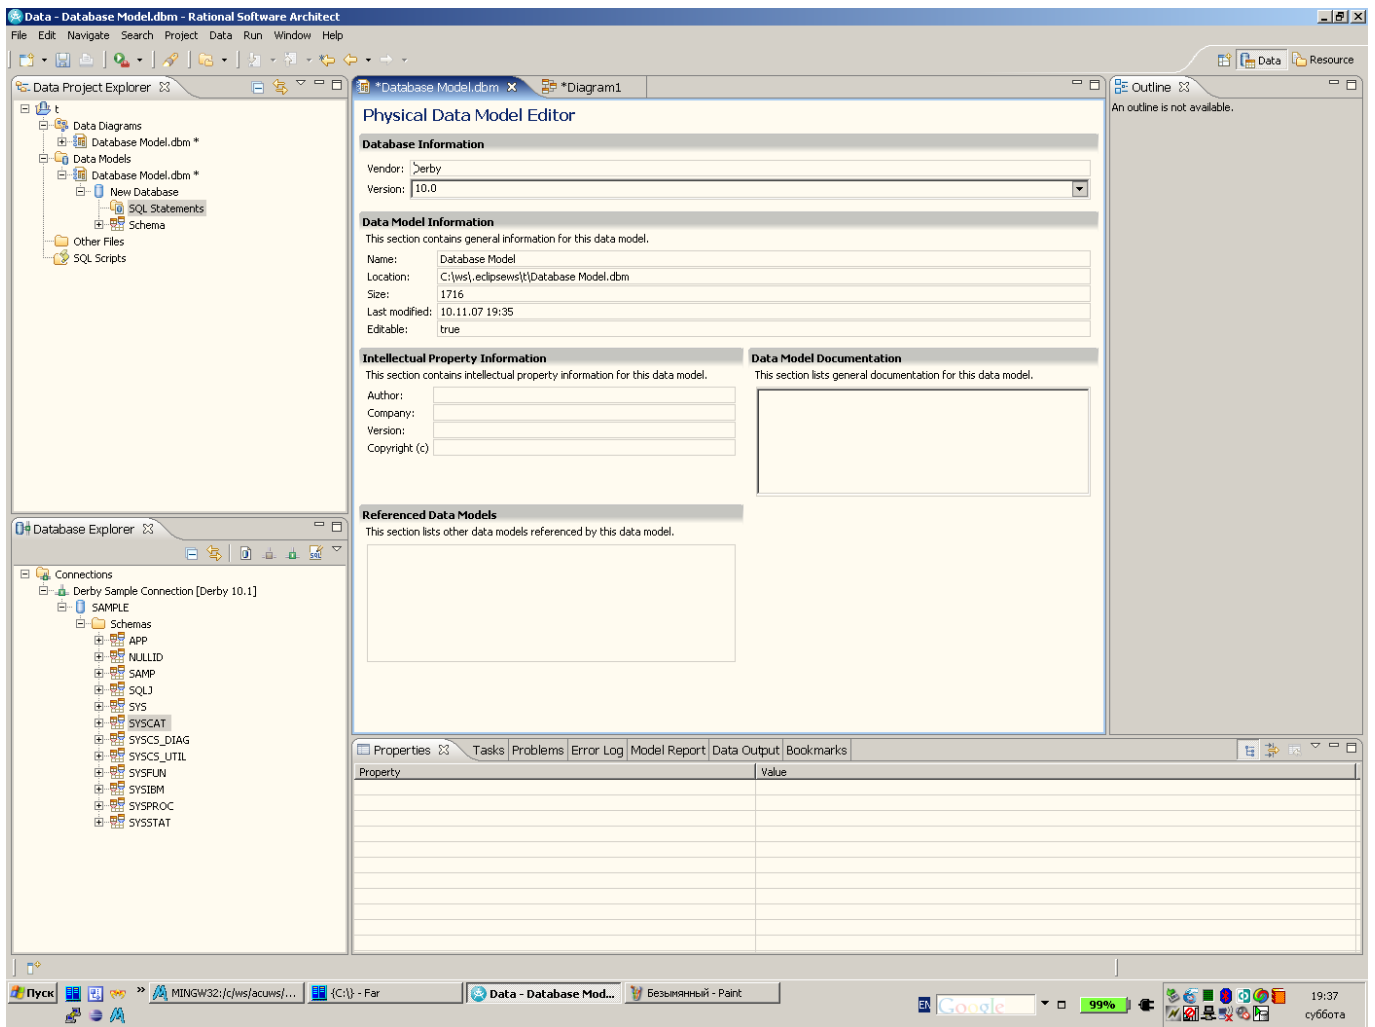 Data - Database Model.dbm - Rational Software Architect
File Edit Navigate Search Project Data Run Window Help
Data Resource
Data Project Explorer
t
Data Diagrams
Database Model.dbm *
Data Models
Database Model.dbm *
New Database
SQL Statements
Schema
Other Files
SQL Scripts
*Database Model.dbm *Diagram1
Physical Data Model Editor
Database Information
Vendor: Derby
Version: 10.0
Data Model Information
This section contains general information for this data model.
Name: Database Model
Location: C:\ws\.eclipsews\t\Database Model.dbm
Size: 1716
Last modified: 10.11.07 19:35
Editable: true
Intellectual Property Information
This section contains intellectual property information for this data model.
Author:
Company:
Version:
Copyright (c)
Data Model Documentation
This section lists general documentation for this data model.
Referenced Data Models
This section lists other data models referenced by this data model.
Outline
An outline is not available.
Database Explorer
SQL
Connections
Derby Sample Connection [Derby 10.1]
SAMPLE
Schemas
APP
NULLID
SAMP
SQLJ
SYS
SYSCAT
SYSCS_DIAG
SYSCS_UTIL
SYSFUN
SYSIBM
SYSPROC
SYSSTAT
Properties Tasks Problems Error Log Model Report Data Output Bookmarks
Property Value
Пуск » MINGW32:/c/ws/acuws/... {C:\} - Far Data - Database Mod... Безымянный - Paint
EN Google 99% 19:37
суббота